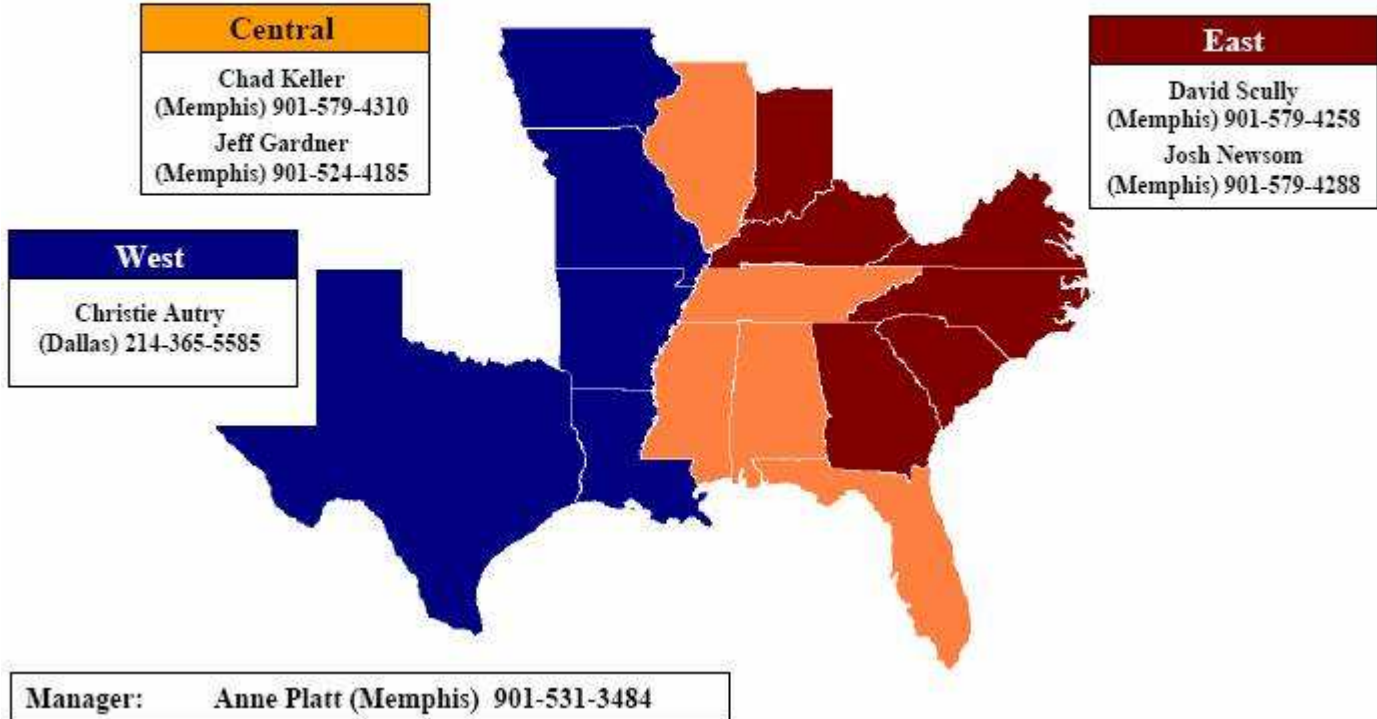 Central
Chad Keller
(Memphis) 901-579-4310
Jeff Gardner
(Memphis) 901-524-4185
East
David Scully
(Memphis) 901-579-4258
Josh Newsom
(Memphis) 901-579-4288
West
Christie Autry
(Dallas) 214-365-5585
Manager: Anne Platt (Memphis) 901-531-3484